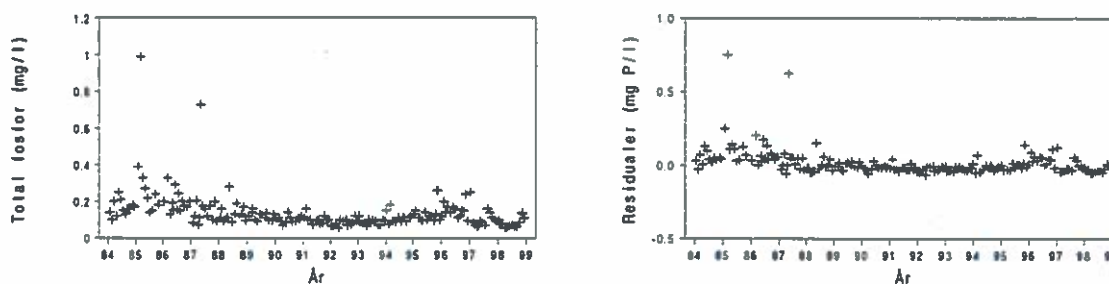 Total fosfor (mg/l)
1.2
1
0.8
0.6
0.4
0.2
0
84 85 86 87 88 89 90 91 92 93 94 95 96 97 98 99
År
Residualer (mg P/l)
1.0
0.5
0.0
-0.5
84 85 86 87 88 89 90 91 92 93 94 95 96 97 98
År